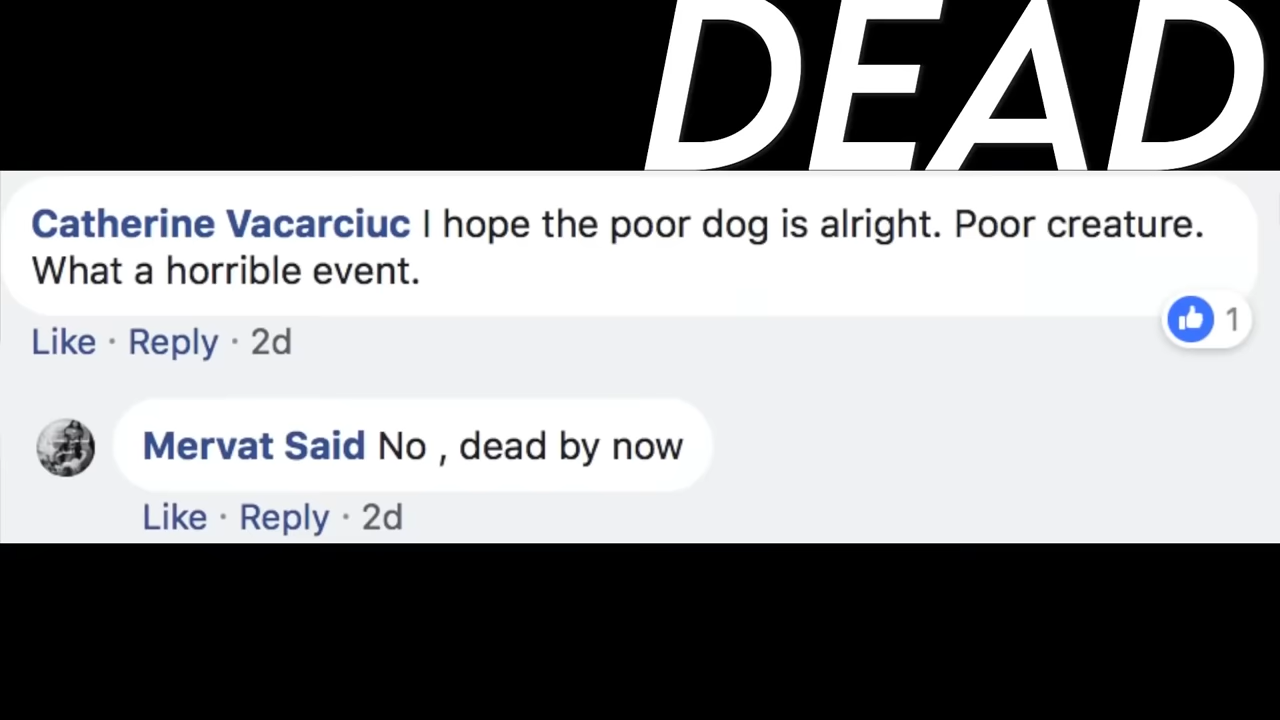 DEAD
Catherine Vacarciuc I hope the poor dog is alright. Poor creature.
What a horrible event.
Like · Reply · 2d
1
Mervat Said No , dead by now
Like · Reply · 2d